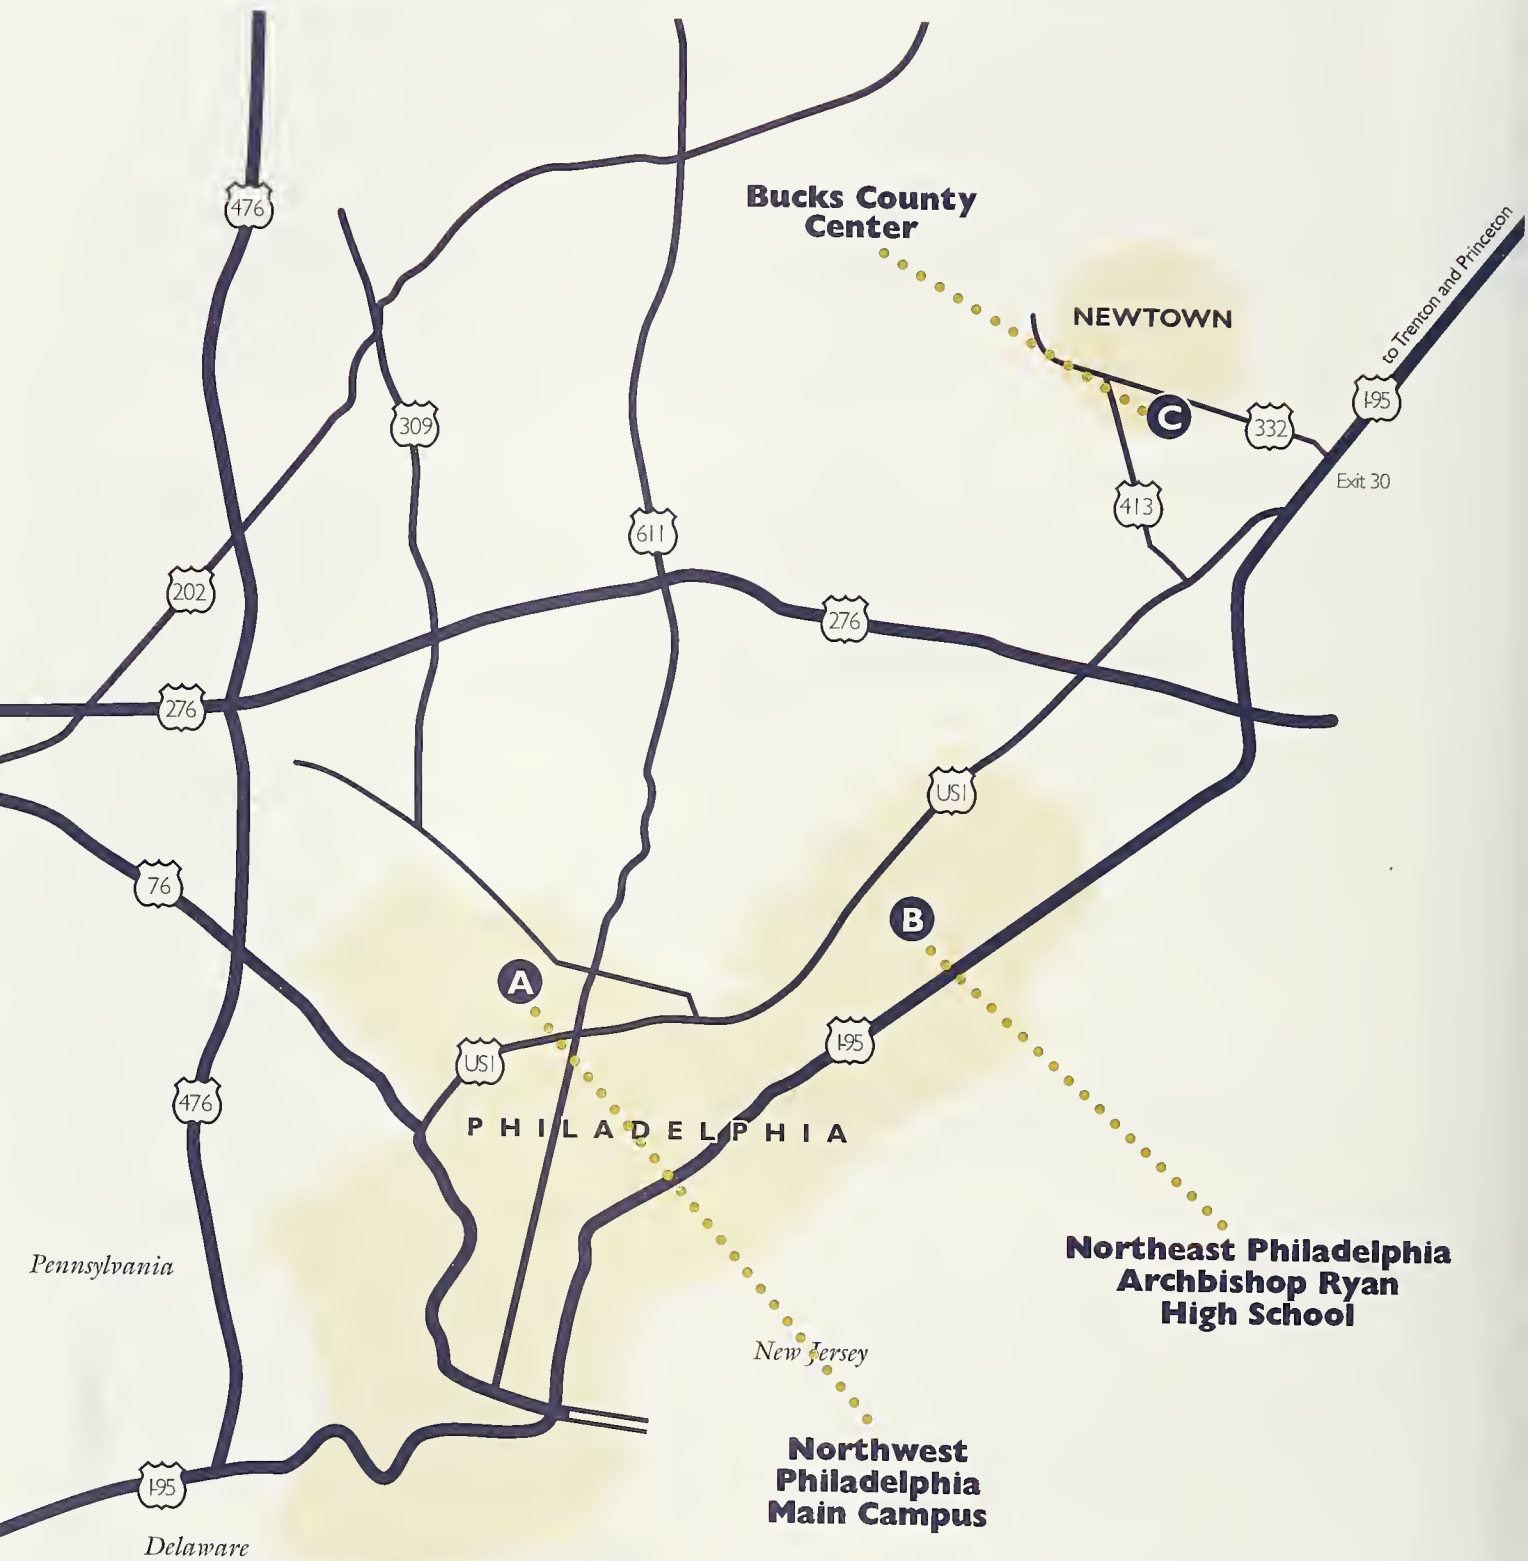 476
Bucks County
Center
to Trenton and Princeton
NEWTOWN
I-95
309
C
332
Exit 30
413
611
202
276
276
US1
76
B
A
I-95
US1
476
PHILADELPHIA
Northeast Philadelphia
Archbishop Ryan
High School
Pennsylvania
New Jersey
Northwest
Philadelphia
Main Campus
I-95
Delaware